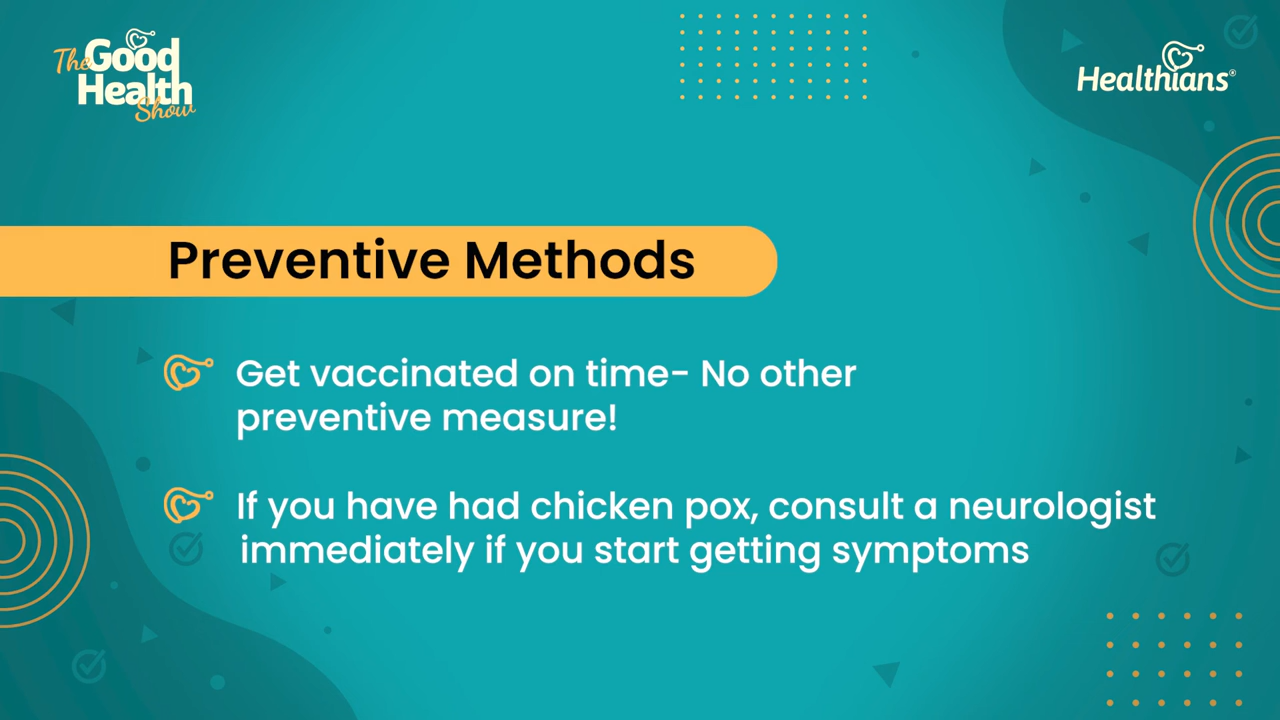 The Good
Health
Show
Healthians®
Preventive Methods
Get vaccinated on time- No other
preventive measure!
If you have had chicken pox, consult a neurologist
immediately if you start getting symptoms